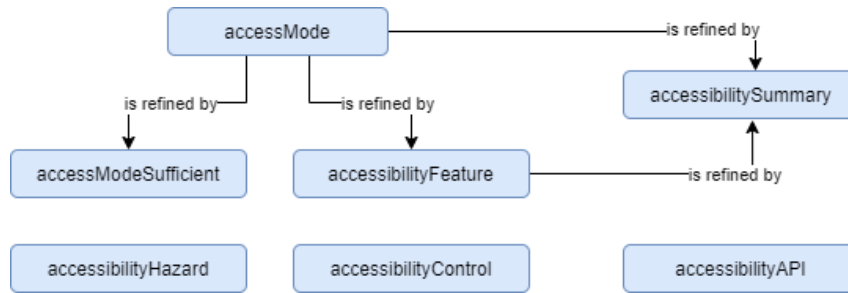 accessMode
is refined by
accessibilitySummary
is refined by
is refined by
accessModeSufficient
accessibilityFeature
is refined by
accessibilityHazard
accessibilityControl
accessibilityAPI